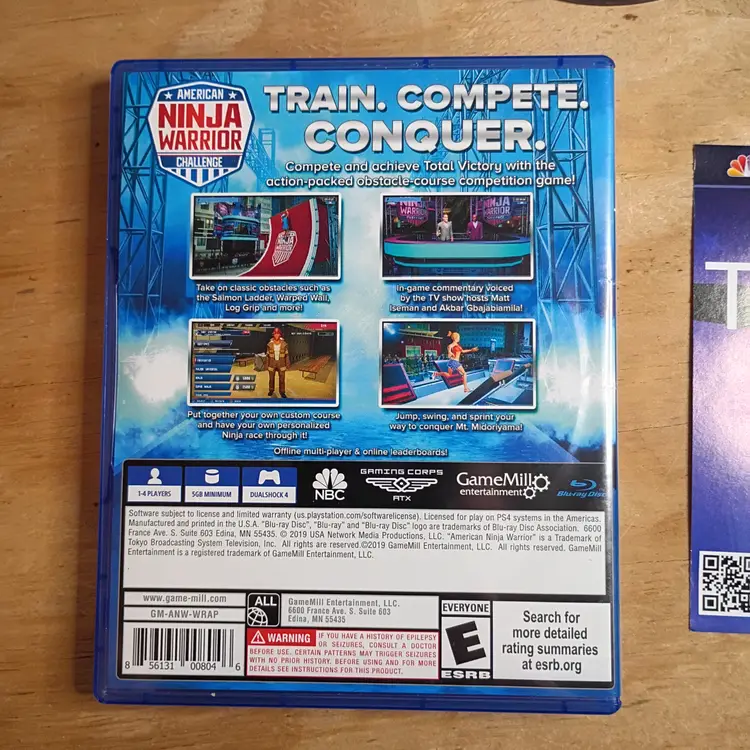 AMERICAN
NINJA
WARRIOR
CHALLENGE
TRAIN. COMPETE.
CONQUER.
Compete and achieve Total Victory with the
action-packed obstacle-course competition game!
Take on classic obstacles such as
the Salmon Ladder, Warped Wall,
Log Grip and more!
In-game commentary voiced
by the TV show hosts Matt
Iseman and Akbar Gbajabiamila!
Put together your own custom course
and have your own personalized
Ninja race through it!
Jump, swing, and sprint your
way to conquer Mt. Midoriyama!
Offline multi-player & online leaderboards!
1-4 PLAYERS
5GB MINIMUM
DUALSHOCK 4
NBC
GAMING CORPS
ATX
GameMill
entertainment
Blu-ray Disc
Software subject to license and limited warranty (us.playstation.com/softwarelicense). Licensed for play on PS4 systems in the Americas.
Manufactured and printed in the U.S.A. "Blu-ray Disc", "Blu-ray" and "Blu-ray Disc" logo are trademarks of Blu-ray Disc Association. 6600
France Ave. S. Suite 603 Edina, MN 55435. © 2019 USA Network Media Productions, LLC. "American Ninja Warrior" is a Trademark of
Tokyo Broadcasting System Television, Inc. All rights are reserved.©2019 GameMill Entertainment, LLC. All rights are reserved. GameMill
Entertainment is a registered trademark of GameMill Entertainment, LLC.
www.game-mill.com
GM-ANW-WRAP
8 56131 00804 6
ALL
GameMill Entertainment, LLC.
6600 France Ave. S. Suite 603
Edina, MN 55435
WARNING IF YOU HAVE A HISTORY OF EPILEPSY
OR SEIZURES, CONSULT A DOCTOR
BEFORE USE. CERTAIN PATTERNS MAY TRIGGER SEIZURES
WITH NO PRIOR HISTORY. BEFORE USING AND FOR MORE
DETAILS SEE INSTRUCTIONS FOR THIS PRODUCT.
EVERYONE
E
ESRB
Search for
more detailed
rating summaries
at esrb.org
T